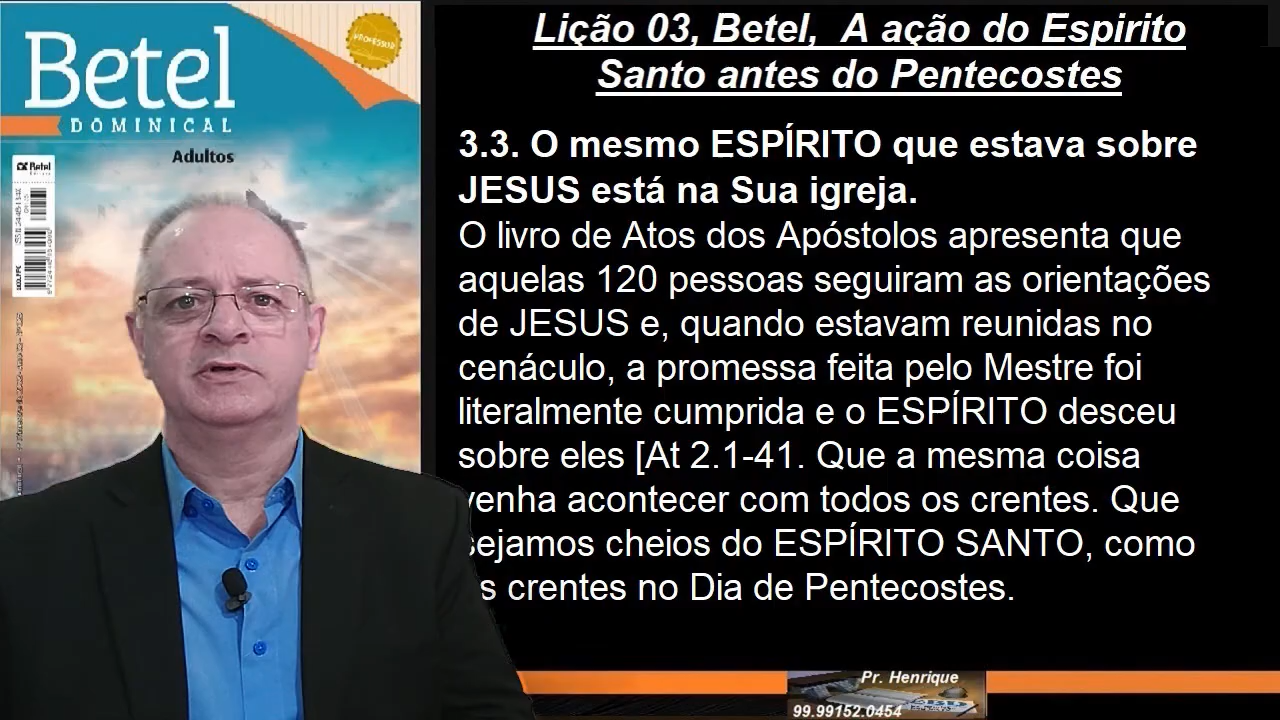 Betel
DOMINICAL
Adultos
PROFESSOR
Betel
Lição 03, Betel, A ação do Espirito
Santo antes do Pentecostes
3.3. O mesmo ESPÍRITO que estava sobre
JESUS está na Sua igreja.
O livro de Atos dos Apóstolos apresenta que
aquelas 120 pessoas seguiram as orientações
de JESUS e, quando estavam reunidas no
cenáculo, a promessa feita pelo Mestre foi
literalmente cumprida e o ESPÍRITO desceu
sobre eles [At 2.1-41. Que a mesma coisa
venha acontecer com todos os crentes. Que
sejamos cheios do ESPÍRITO SANTO, como
s crentes no Dia de Pentecostes.
Pr. Henrique
99.99152.0454